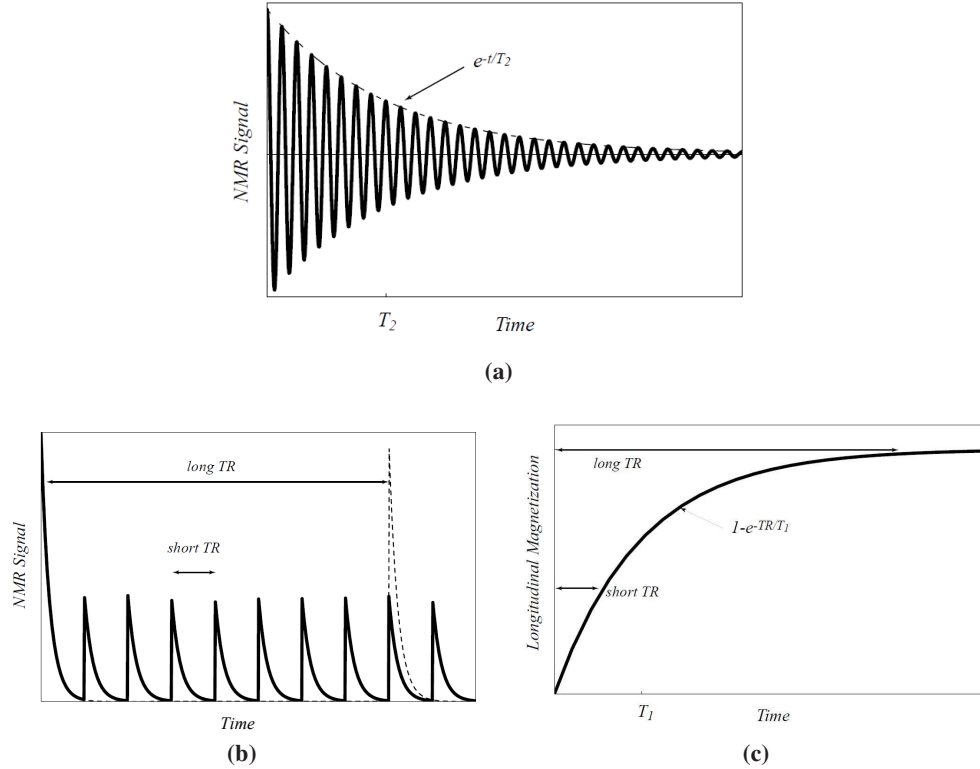 e-t/T2
NMR Signal
T2
Time
(a)
long TR
short TR
NMR Signal
Time
(b)
long TR
1-e-TR/T1
short TR
Longitudinal Magnetization
T1
Time
(c)